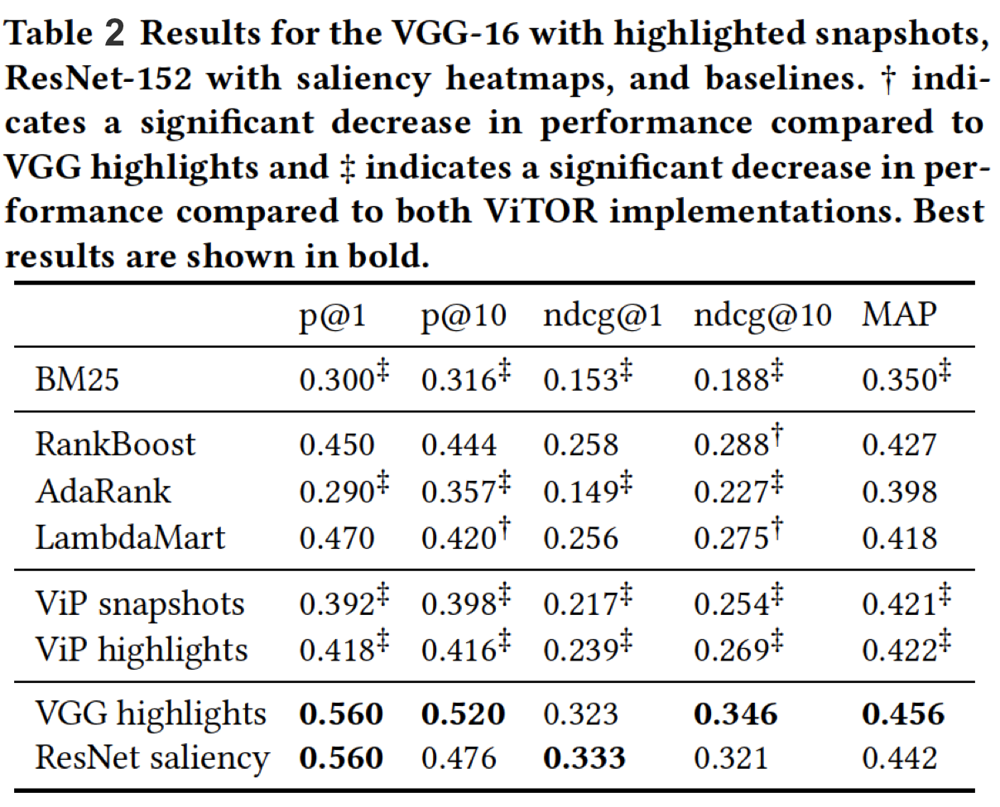 Table 2 Results for the VGG-16 with highlighted snapshots,
ResNet-152 with saliency heatmaps, and baselines. † indi-
cates a significant decrease in performance compared to
VGG highlights and ‡ indicates a significant decrease in per-
formance compared to both ViTOR implementations. Best
results are shown in bold.
p@1 p@10 ndcg@1 ndcg@10 MAP
BM25 0.300‡ 0.316‡ 0.153‡ 0.188‡ 0.350‡
RankBoost 0.450 0.444 0.258 0.288† 0.427
AdaRank 0.290‡ 0.357‡ 0.149‡ 0.227‡ 0.398
LambdaMart 0.470 0.420† 0.256 0.275† 0.418
ViP snapshots 0.392‡ 0.398‡ 0.217‡ 0.254‡ 0.421‡
ViP highlights 0.418‡ 0.416‡ 0.239‡ 0.269‡ 0.422‡
VGG highlights 0.560 0.520 0.323 0.346 0.456
ResNet saliency 0.560 0.476 0.333 0.321 0.442